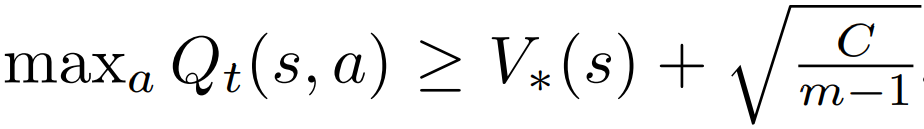 max_a Q_t(s, a) ≥ V_*(s) + √(C/(m−1)).